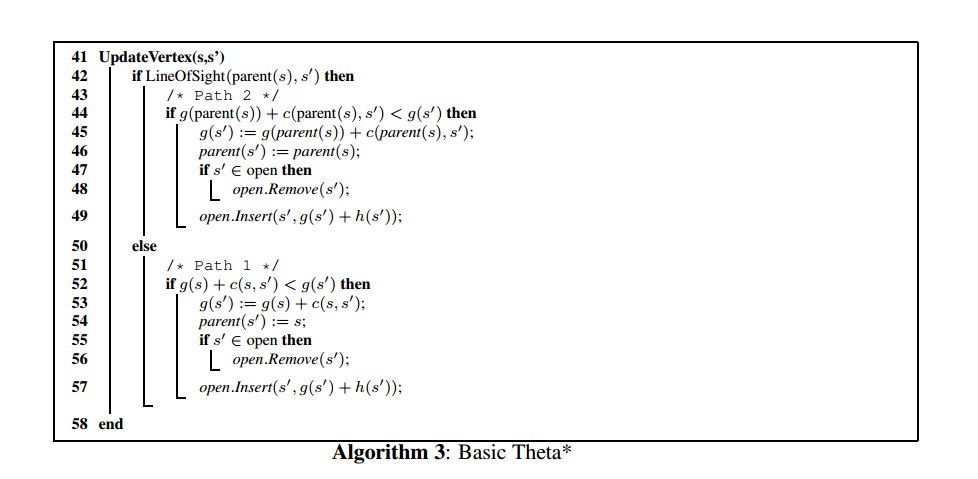 41 UpdateVertex(s,s’)
42 if LineOfSight(parent(s), s′) then
43 /* Path 2 */
44 if g(parent(s)) + c(parent(s), s′) < g(s′) then
45 g(s′) := g(parent(s)) + c(parent(s), s′);
46 parent(s′) := parent(s);
47 if s′ ∈ open then
48 open.Remove(s′);
49 open.Insert(s′, g(s′) + h(s′));
50 else
51 /* Path 1 */
52 if g(s) + c(s, s′) < g(s′) then
53 g(s′) := g(s) + c(s, s′);
54 parent(s′) := s;
55 if s′ ∈ open then
56 open.Remove(s′);
57 open.Insert(s′, g(s′) + h(s′));
58 end
Algorithm 3: Basic Theta*